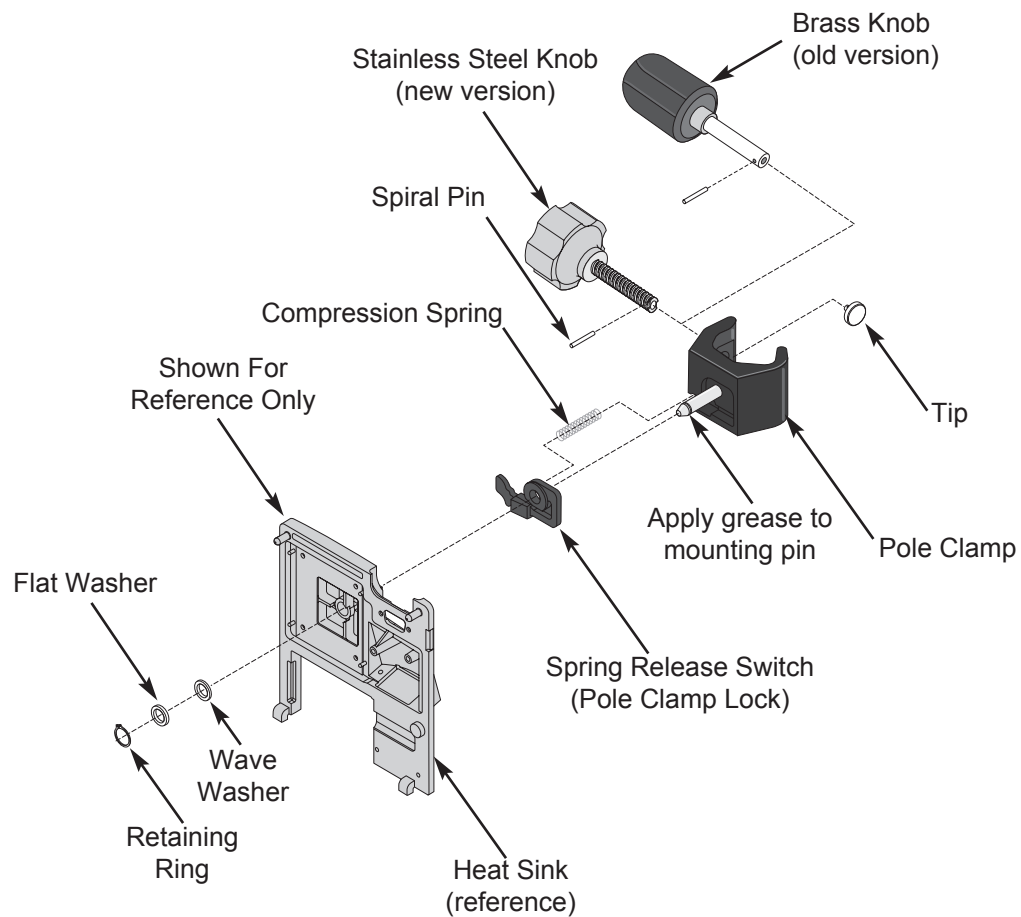 Brass Knob
(old version)
Stainless Steel Knob
(new version)
Spiral Pin
Compression Spring
Shown For
Reference Only
Tip
Apply grease to
mounting pin
Pole Clamp
Flat Washer
Spring Release Switch
(Pole Clamp Lock)
Wave
Washer
Retaining
Ring
Heat Sink
(reference)